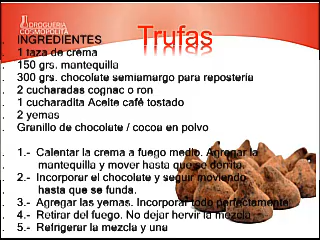 DROGUERIA
COSMOPOLITA
Trufas
INGREDIENTES
1 taza de crema
150 grs. mantequilla
300 grs. chocolate semiamargo para repostería
2 cucharadas cognac o ron
1 cucharadita Aceite café tostado
2 yemas
Granillo de chocolate / cocoa en polvo
1.- Calentar la crema a fuego medio. Agregar la
mantequilla y mover hasta que se derrita.
2.- Incorporar el chocolate y seguir moviendo
hasta que se funda.
3.- Agregar las yemas. Incorporar todo perfectamente.
4.- Retirar del fuego. No dejar hervir la mezcla
5.- Refrigerar la mezcla y una